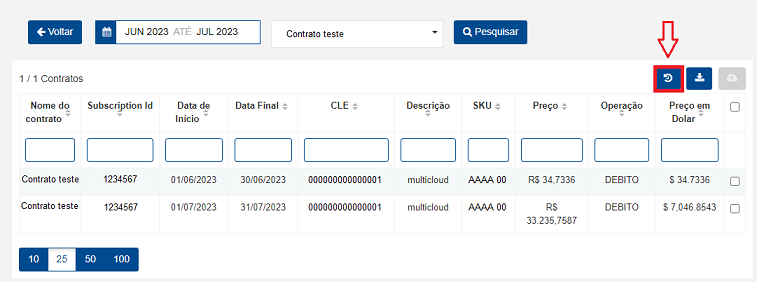 Voltar JUN 2023 ATÉ JUL 2023 Contrato teste Pesquisar
1 / 1 Contratos
Nome do contrato Subscription Id Data de Início Data Final CLE Descrição SKU Preço Operação Preço em Dolar
Contrato teste 1234567 01/06/2023 30/06/2023 000000000000001 multicloud AAAA 00 R$ 34,7336 DEBITO $ 34.7336
Contrato teste 1234567 01/07/2023 31/07/2023 000000000000001 multicloud AAAA 00 R$ 33.235,7587 DEBITO $ 7,046.8543
10 25 50 100